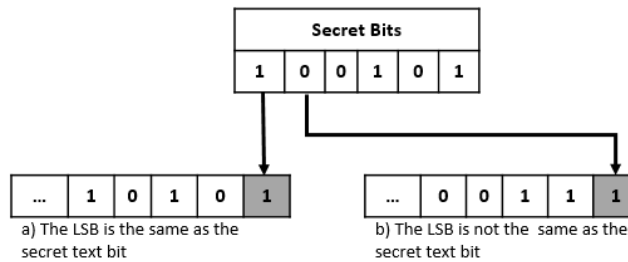 Secret Bits
1 0 0 1 0 1
... 1 0 1 0 1
... 0 0 1 1 1
a) The LSB is the same as the
secret text bit
b) The LSB is not the same as the
secret text bit